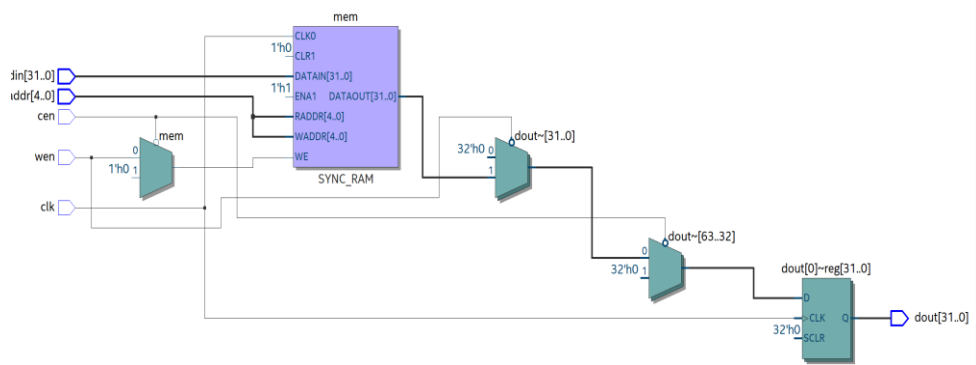 mem
CLK0
1'h0
CLR1
din[31..0]
DATAIN[31..0]
1'h1
ENA1 DATAOUT[31..0]
addr[4..0]
cen
RADDR[4..0]
WADDR[4..0]
mem
dout~[31..0]
32'h0 0
wen
0
WE
1'h0 1
1
SYNC_RAM
clk
dout~[63..32]
0
32'h0 1
dout[0]~reg[31..0]
D
>CLK Q
dout[31..0]
32'h0
SCLR